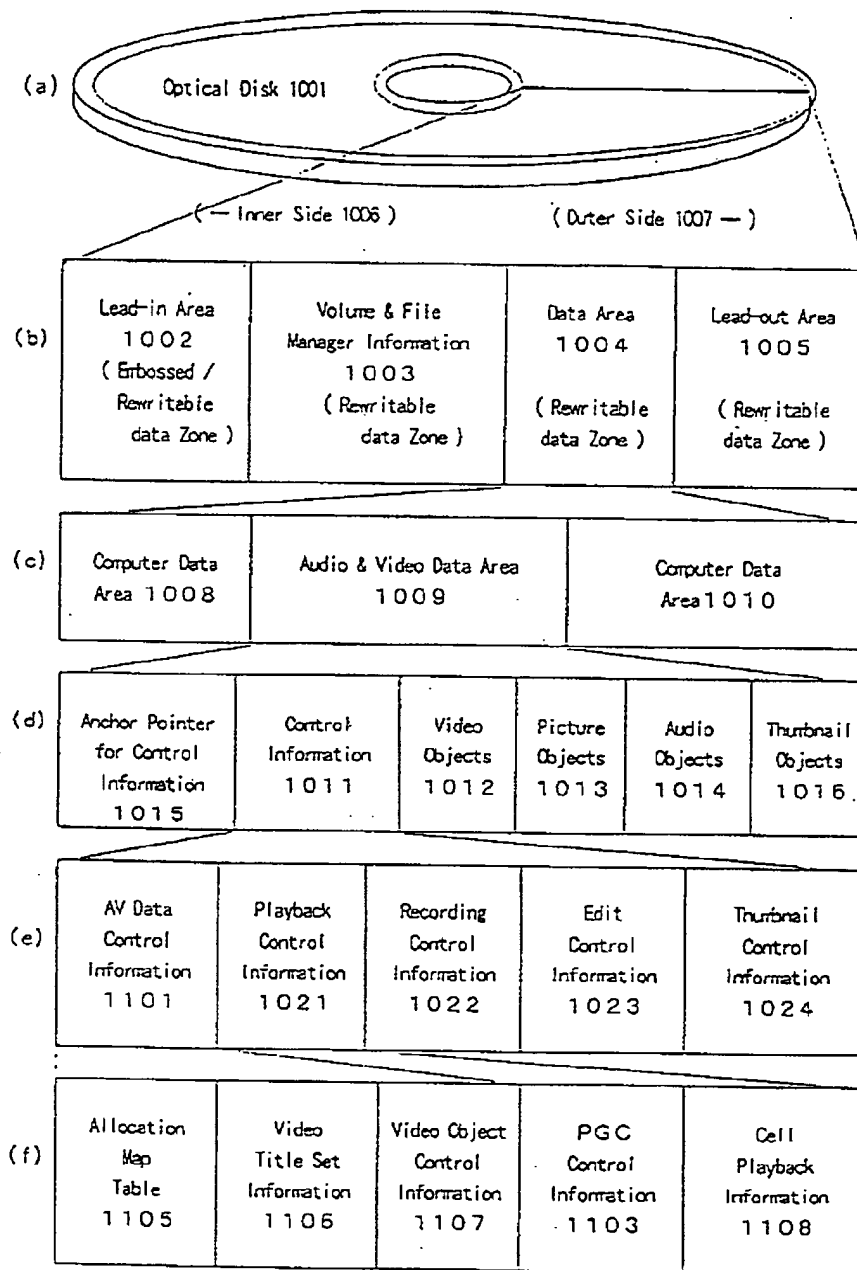 (a)
Optical Disk 1001
(— Inner Side 1006 )
( Outer Side 1007 — )
(b)
Lead-in Area
1002
( Embossed /
Rewritable
data Zone )
Volume & File
Manager Information
1003
( Rewritable
data Zone )
Data Area
1004
( Rewritable
data Zone )
Lead-out Area
1005
( Rewritable
data Zone )
(c)
Computer Data
Area 1008
Audio & Video Data Area
1009
Computer Data
Area 1010
(d)
Anchor Pointer
for Control
Information
1015
Control
Information
1011
Video
Objects
1012
Picture
Objects
1013
Audio
Objects
1014
Thumbnail
Objects
1016
(e)
AV Data
Control
Information
1101
Playback
Control
Information
1021
Recording
Control
Information
1022
Edit
Control
Information
1023
Thumbnail
Control
Information
1024
(f)
Allocation
Map
Table
1105
Video
Title Set
Information
1106
Video Object
Control
Information
1107
PGC
Control
Information
1103
Cell
Playback
Information
1108